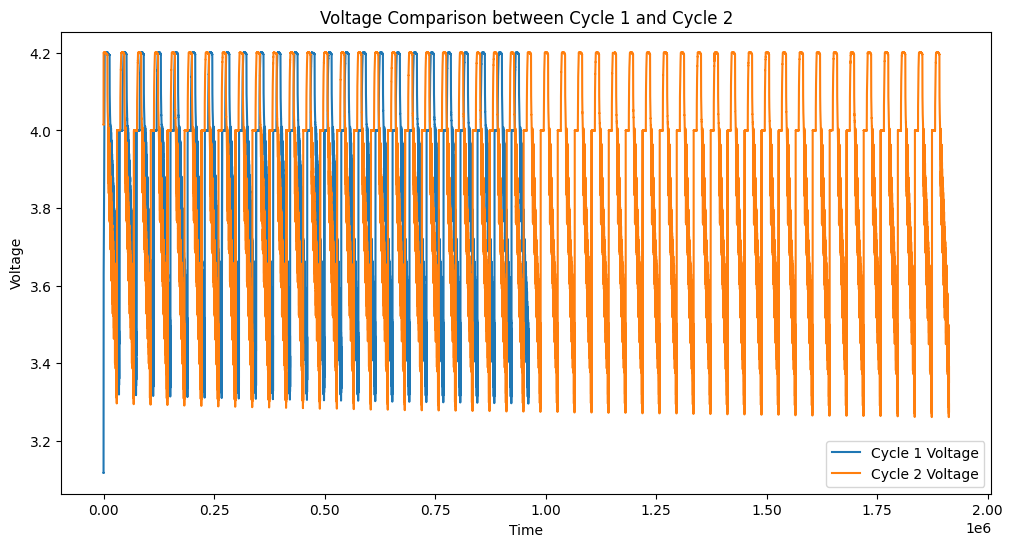 Voltage Comparison between Cycle 1 and Cycle 2
Voltage
4.2
4.0
3.8
3.6
3.4
3.2
0.00 0.25 0.50 0.75 1.00 1.25 1.50 1.75 2.00
1e6
Time
Cycle 1 Voltage
Cycle 2 Voltage